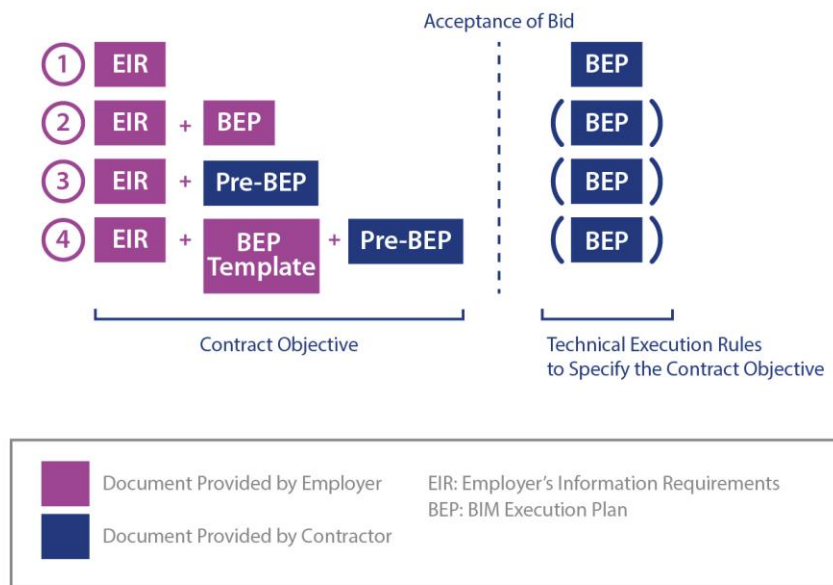 Acceptance of Bid
1 EIR BEP
2 EIR + BEP ( BEP )
3 EIR + Pre-BEP ( BEP )
4 EIR + BEP Template + Pre-BEP ( BEP )
Contract Objective
Technical Execution Rules
to Specify the Contract Objective
Document Provided by Employer
Document Provided by Contractor
EIR: Employer's Information Requirements
BEP: BIM Execution Plan